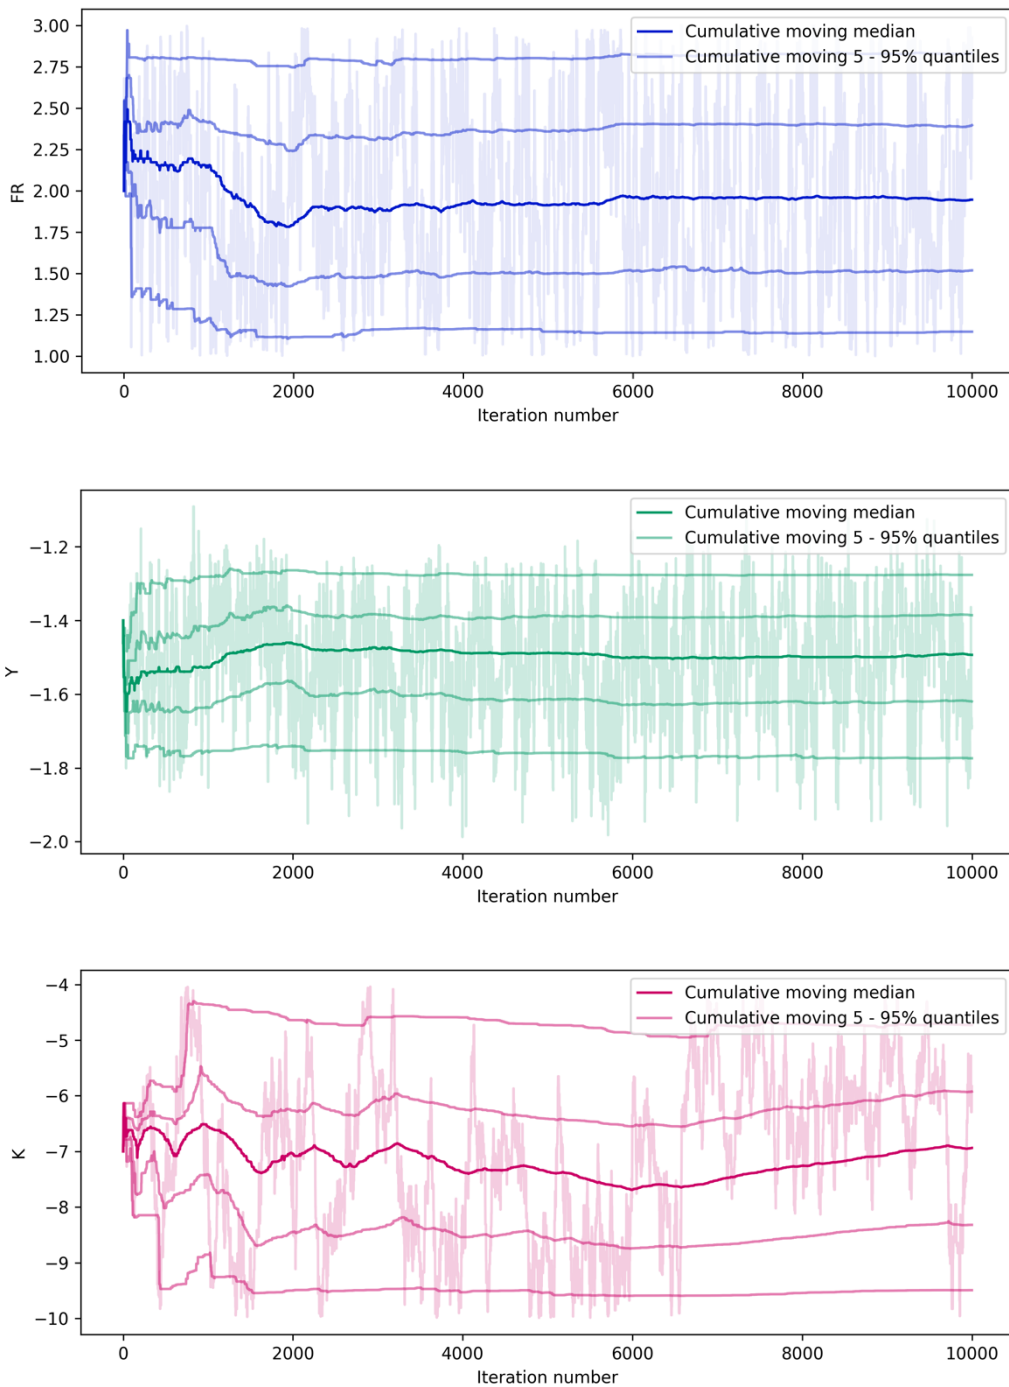 3.00
2.75
2.50
2.25
2.00
1.75
1.50
1.25
1.00
FR
Cumulative moving median
Cumulative moving 5 - 95% quantiles
0 2000 4000 6000 8000 10000
Iteration number
−1.2
−1.4
−1.6
−1.8
−2.0
Y
Cumulative moving median
Cumulative moving 5 - 95% quantiles
0 2000 4000 6000 8000 10000
Iteration number
−4
−5
−6
−7
−8
−9
−10
K
Cumulative moving median
Cumulative moving 5 - 95% quantiles
0 2000 4000 6000 8000 10000
Iteration number